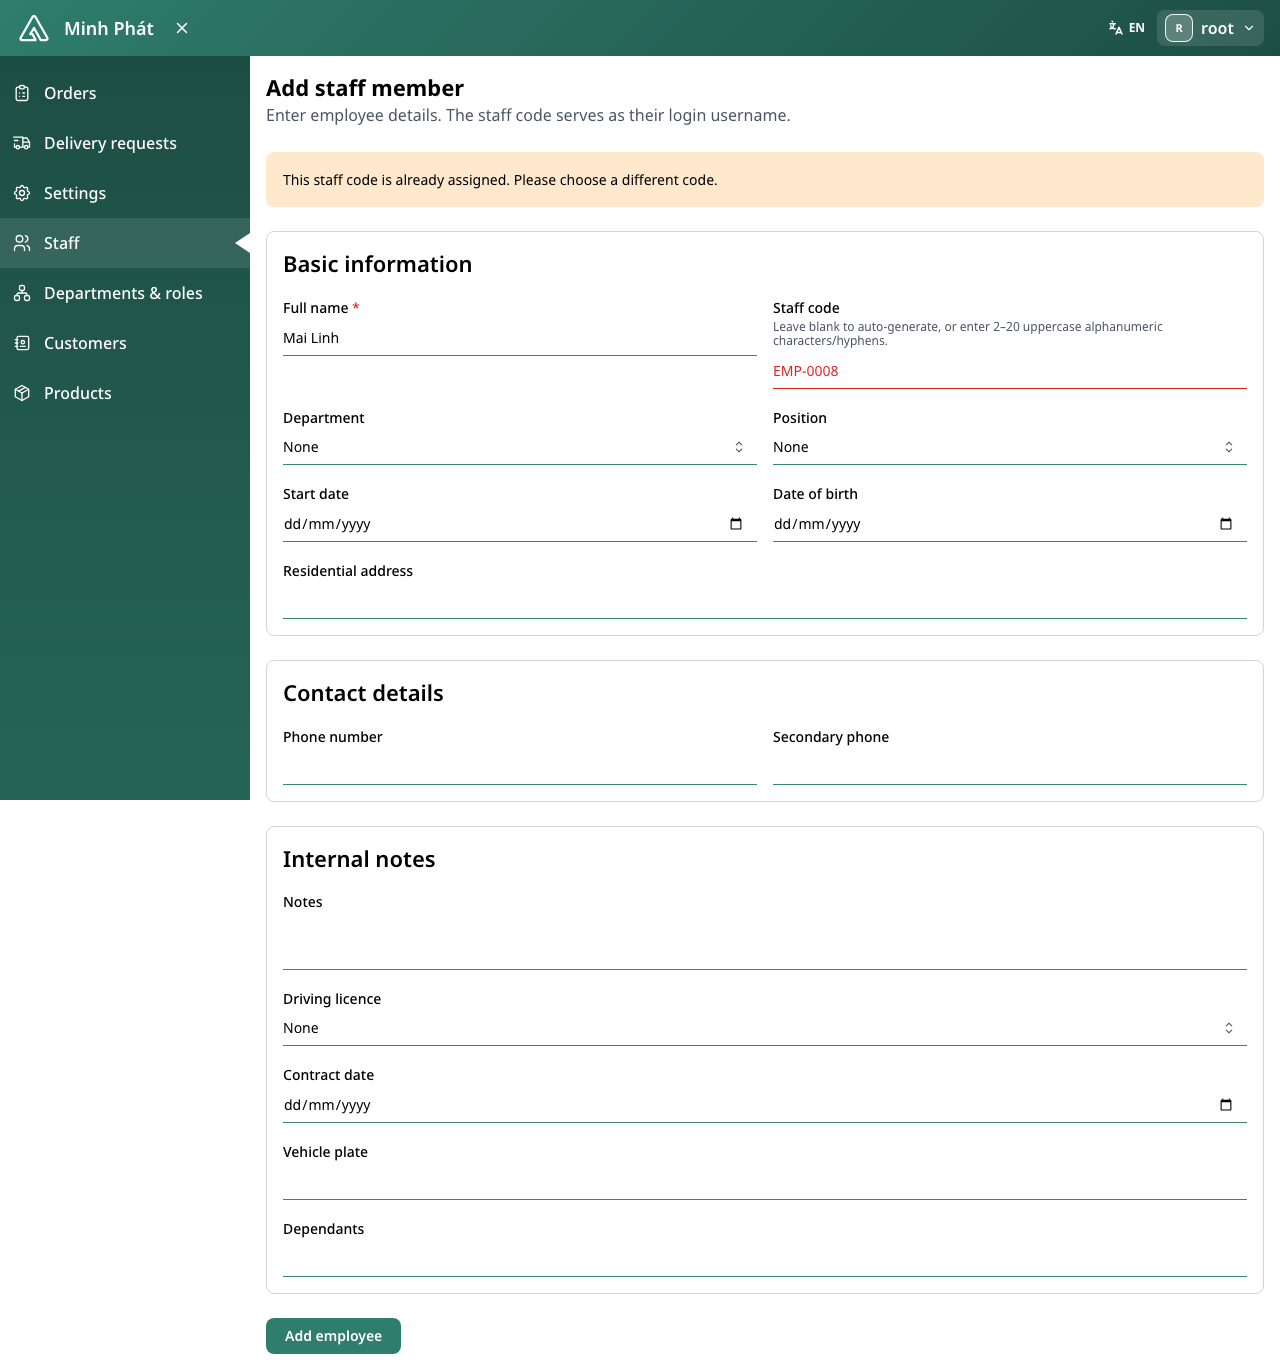 Minh Phát
EN
R
root
Orders
Delivery requests
Settings
Staff
Departments & roles
Customers
Products
Add staff member
Enter employee details. The staff code serves as their login username.
This staff code is already assigned. Please choose a different code.
Basic information
Full name *
Mai Linh
Staff code
Leave blank to auto-generate, or enter 2–20 uppercase alphanumeric
characters/hyphens.
EMP-0008
Department
None
Position
None
Start date
dd/mm/yyyy
Date of birth
dd/mm/yyyy
Residential address
Contact details
Phone number
Secondary phone
Internal notes
Notes
Driving licence
None
Contract date
dd/mm/yyyy
Vehicle plate
Dependants
Add employee